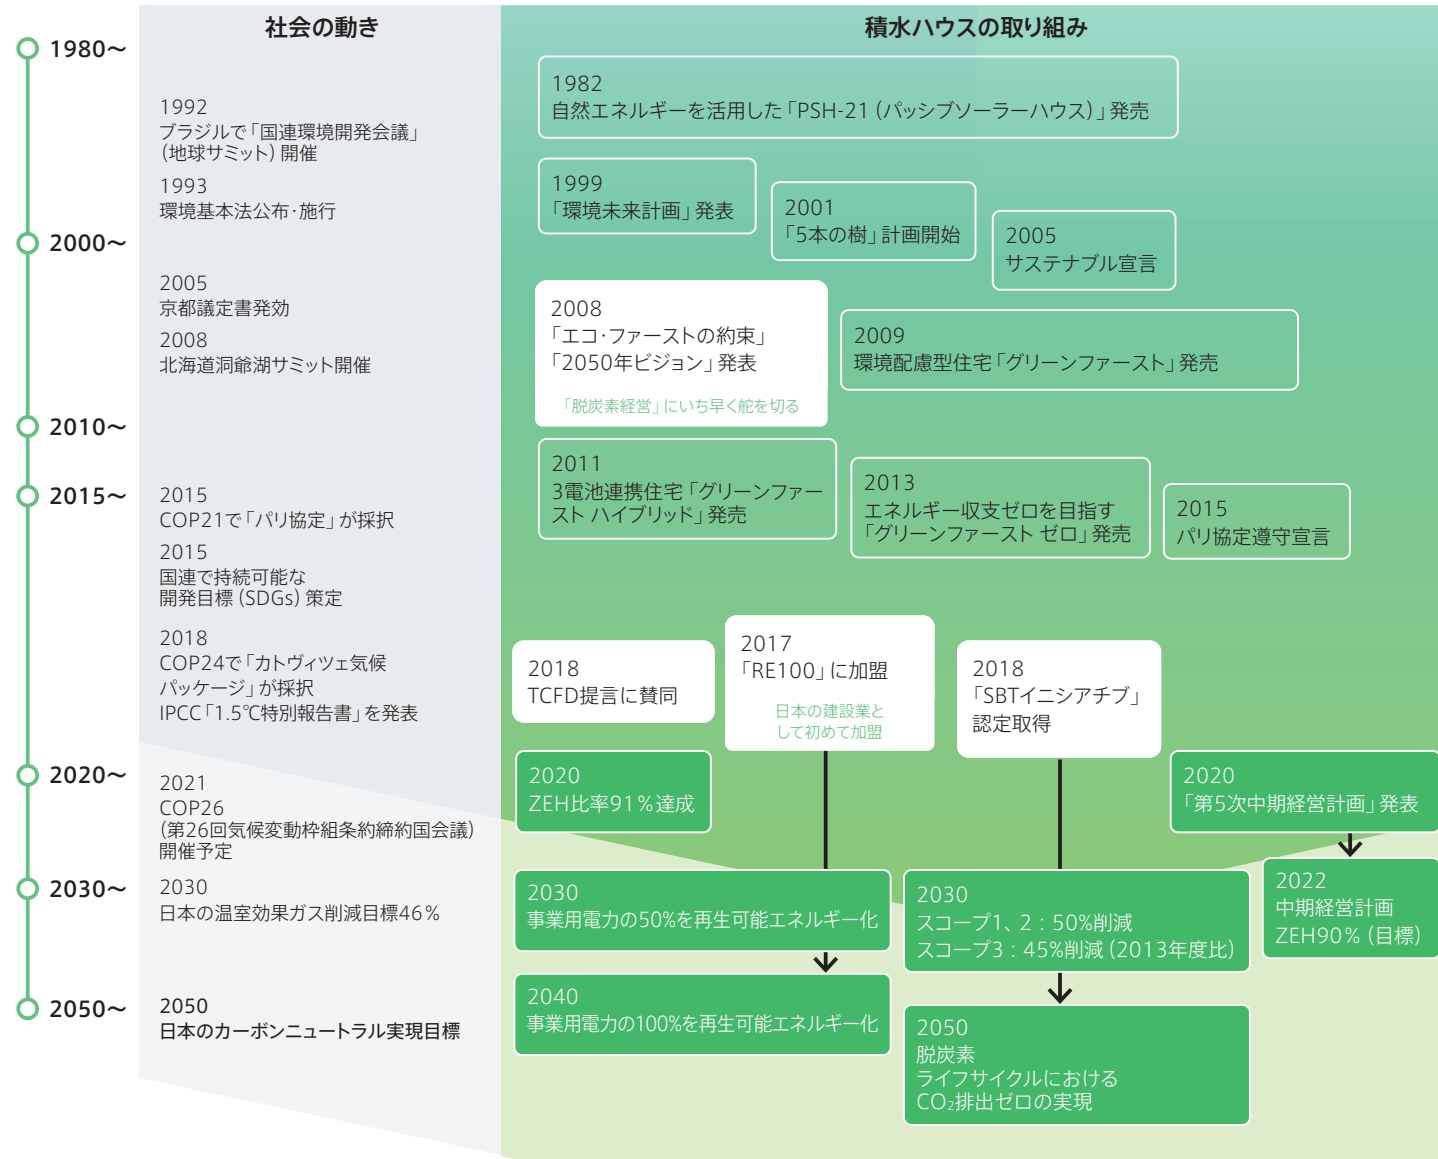 社会の動き
積水ハウスの取り組み
1980〜
1992
ブラジルで「国連環境開発会議」
（地球サミット）開催
1993
環境基本法公布・施行
1982
自然エネルギーを活用した「PSH-21（パッシブソーラーハウス）」発売
1999
「環境未来計画」発表
2001
「5本の樹」計画開始
2005
サステナブル宣言
2000〜
2005
京都議定書発効
2008
北海道洞爺湖サミット開催
2008
「エコ・ファーストの約束」
「2050年ビジョン」発表
「脱炭素経営」にいち早く舵を切る
2009
環境配慮型住宅「グリーンファースト」発売
2010〜
2011
3電池連携住宅「グリーンファー
スト ハイブリッド」発売
2013
エネルギー収支ゼロを目指す
「グリーンファースト ゼロ」発売
2015
パリ協定遵守宣言
2015〜
2015
COP21で「パリ協定」が採択
2015
国連で持続可能な
開発目標（SDGs）策定
2018
COP24で「カトヴィツェ気候
パッケージ」が採択
IPCC「1.5℃特別報告書」を発表
2018
TCFD提言に賛同
2017
「RE100」に加盟
日本の建設業と
して初めて加盟
2018
「SBTイニシアチブ」
認定取得
2020〜
2021
COP26
（第26回気候変動枠組条約締約国会議）
開催予定
2020
ZEH比率91％達成
2020
「第5次中期経営計画」発表
2030〜
2030
日本の温室効果ガス削減目標46％
2030
事業用電力の50%を再生可能エネルギー化
2030
スコープ1、2：50%削減
スコープ3：45%削減（2013年度比）
2022
中期経営計画
ZEH90％（目標）
2050〜
2050
日本のカーボンニュートラル実現目標
2040
事業用電力の100%を再生可能エネルギー化
2050
脱炭素
ライフサイクルにおける
CO₂排出ゼロの実現